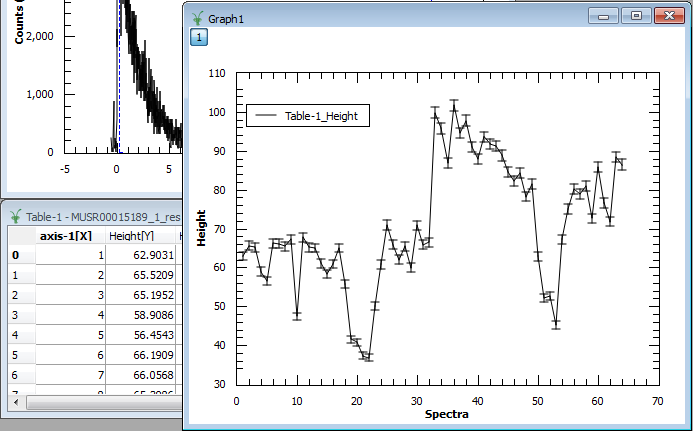 Counts (
2,000
1,000
0
-5
0
5
Table-1 - MUSR00015189_1_res
axis-1[X] Height[Y]
0 1 62.9031
1 2 65.5209
2 3 65.1952
3 4 58.9086
4 5 56.4543
5 6 66.1909
6 7 66.0568
Graph1
1
110
100
90
80
70
60
50
40
30
Table-1_Height
Height
0 10 20 30 40 50 60 70
Spectra